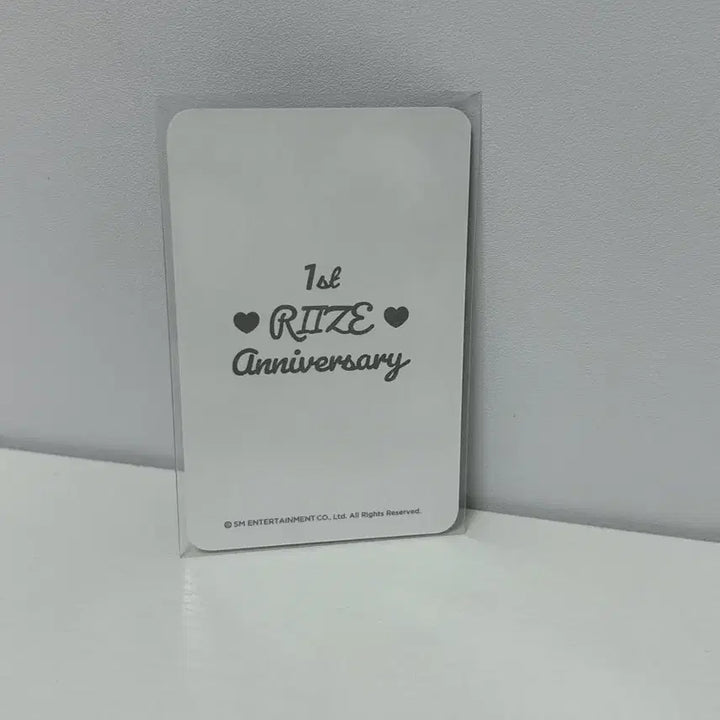 1st
♥ RIIZE ♥
Anniversary
© SM ENTERTAINMENT CO., Ltd. All Rights Reserved.